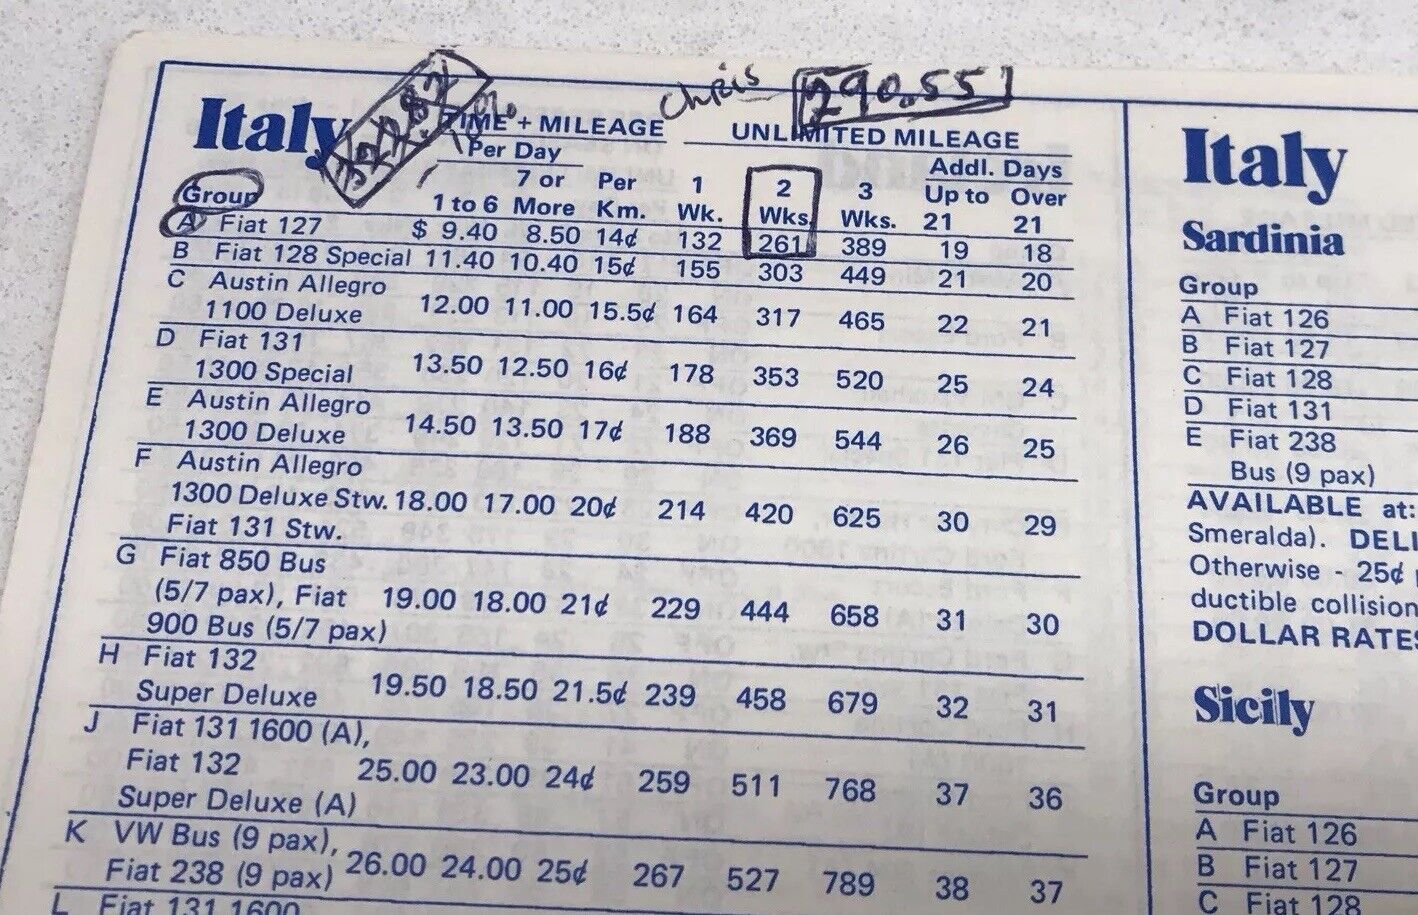 Italy
Chris 290.55
TIME + MILEAGE UNLIMITED MILEAGE
Per Day Addl. Days
7 or Per 1 2 3 Up to Over
Group 1 to 6 More Km. Wk. Wks. Wks. 21 21
A Fiat 127 $ 9.40 8.50 14¢ 132 261 389 19 18
B Fiat 128 Special 11.40 10.40 15¢ 155 303 449 21 20
C Austin Allegro
1100 Deluxe 12.00 11.00 15.5¢ 164 317 465 22 21
D Fiat 131
1300 Special 13.50 12.50 16¢ 178 353 520 25 24
E Austin Allegro
1300 Deluxe 14.50 13.50 17¢ 188 369 544 26 25
F Austin Allegro
1300 Deluxe Stw. 18.00 17.00 20¢ 214 420 625 30 29
Fiat 131 Stw.
G Fiat 850 Bus
(5/7 pax), Fiat 19.00 18.00 21¢ 229 444 658 31 30
900 Bus (5/7 pax)
H Fiat 132
Super Deluxe 19.50 18.50 21.5¢ 239 458 679 32 31
J Fiat 131 1600 (A),
Fiat 132 25.00 23.00 24¢ 259 511 768 37 36
Super Deluxe (A)
K VW Bus (9 pax),
Fiat 238 (9 pax) 26.00 24.00 25¢ 267 527 789 38 37
L Fiat 131 1600
Italy
Sardinia
Group
A Fiat 126
B Fiat 127
C Fiat 128
D Fiat 131
E Fiat 238
Bus (9 pax)
AVAILABLE at:
Smeralda). DELI
Otherwise - 25¢
ductible collision
DOLLAR RATES
Sicily
Group
A Fiat 126
B Fiat 127
C Fiat 128